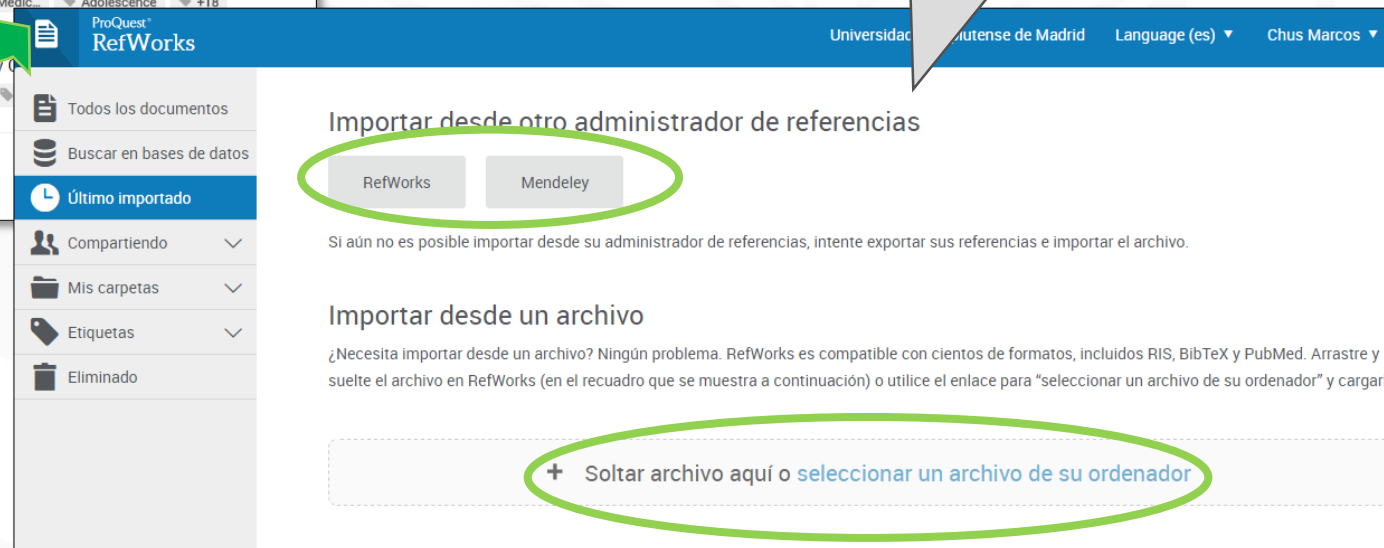 Adolescence +18
ProQuest®
RefWorks
de Madrid Language (es) Chus Marcos
Todos los documentos
Buscar en bases de datos
Último importado
Compartiendo
Mis carpetas
Etiquetas
Eliminado
Importar desde otro administrador de referencias
RefWorks Mendeley
Si aún no es posible importar desde su administrador de referencias, intente exportar sus referencias e importar el archivo.
Importar desde un archivo
¿Necesita importar desde un archivo? Ningún problema. RefWorks es compatible con cientos de formatos, incluidos RIS, BibTeX y PubMed. Arrastre y
suelte el archivo en RefWorks (en el recuadro que se muestra a continuación) o utilice el enlace para “seleccionar un archivo de su ordenador” y cargar
+ Soltar archivo aquí o seleccionar un archivo de su ordenador